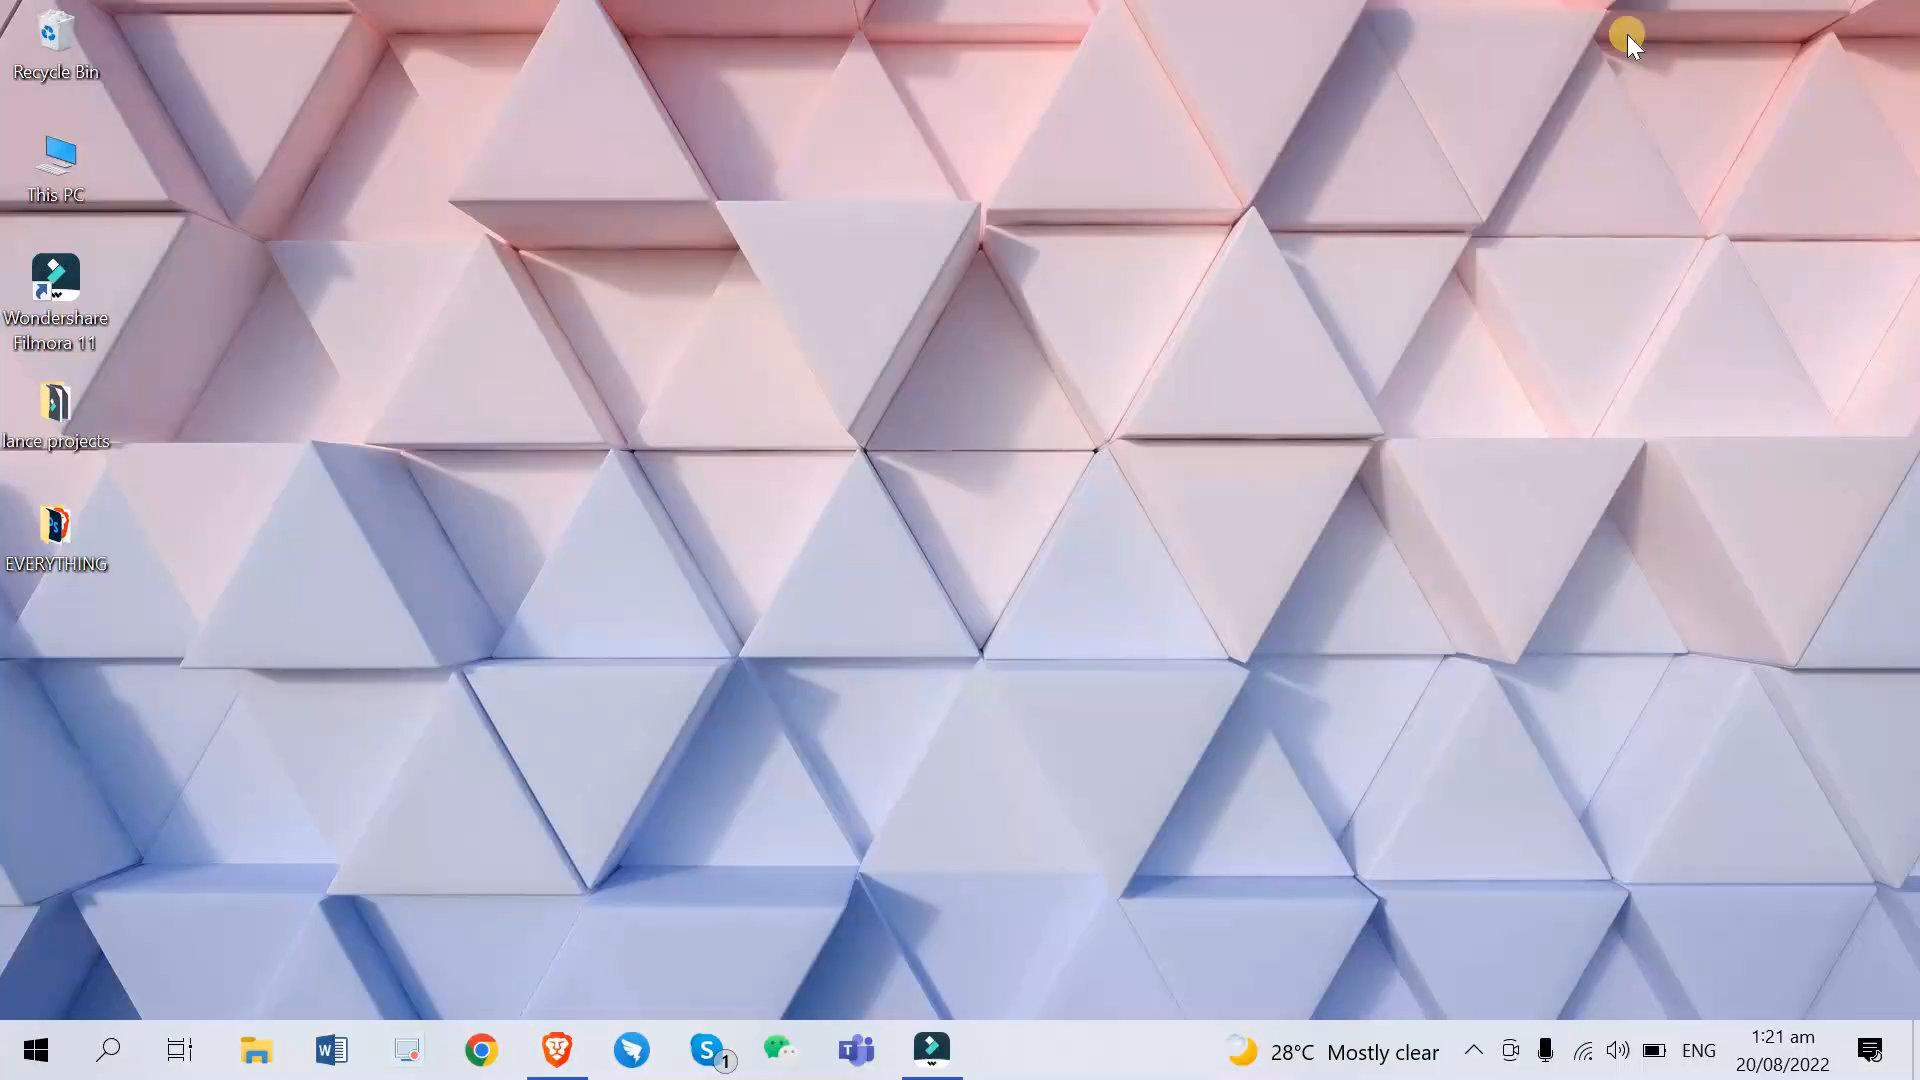 Recycle Bin
This PC
Wondershare
Filmora 11
lance projects
EVERYTHING
1
28°C Mostly clear
ENG
1:21 am
20/08/2022